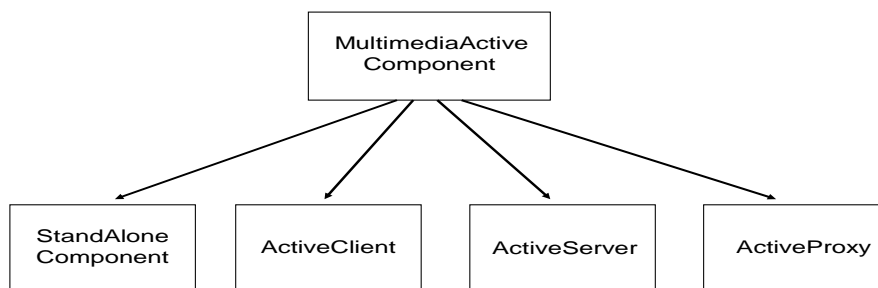 MultimediaActive
Component
StandAlone
Component
ActiveClient
ActiveServer
ActiveProxy